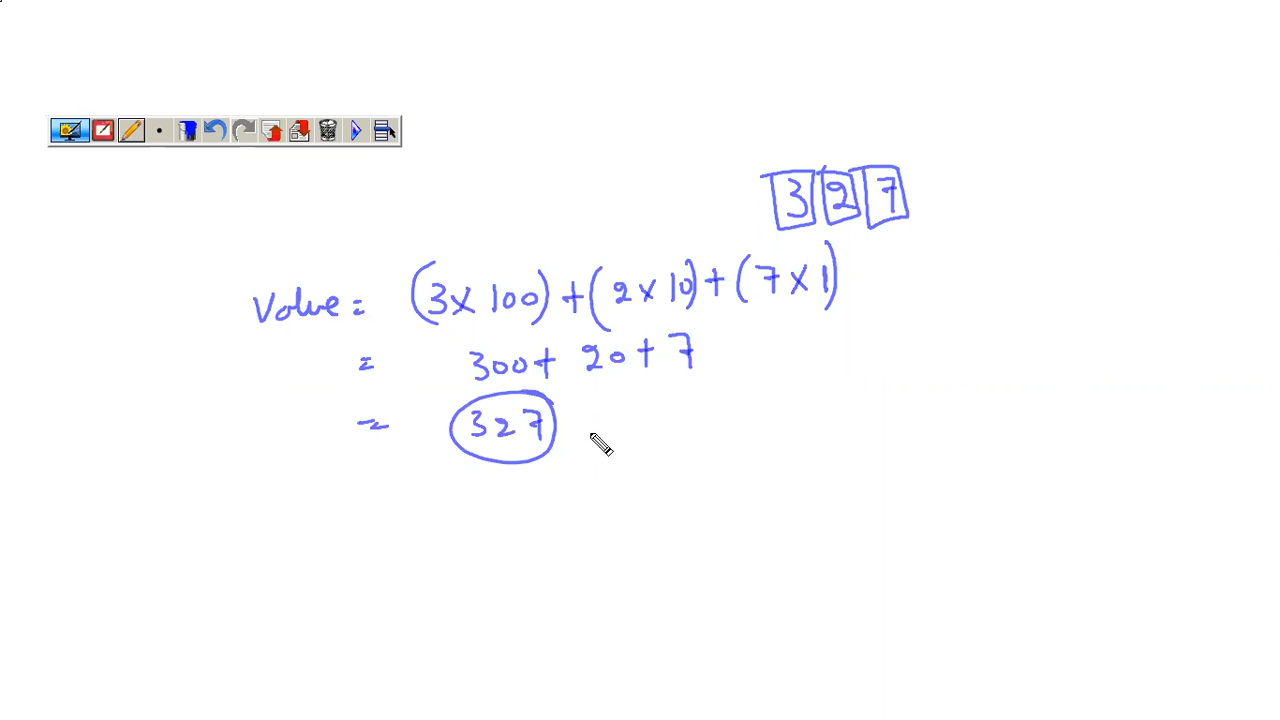 3 2 7
Value = (3 x 100) + (2 x 10) + (7 x 1)
= 300 + 20 + 7
= 327